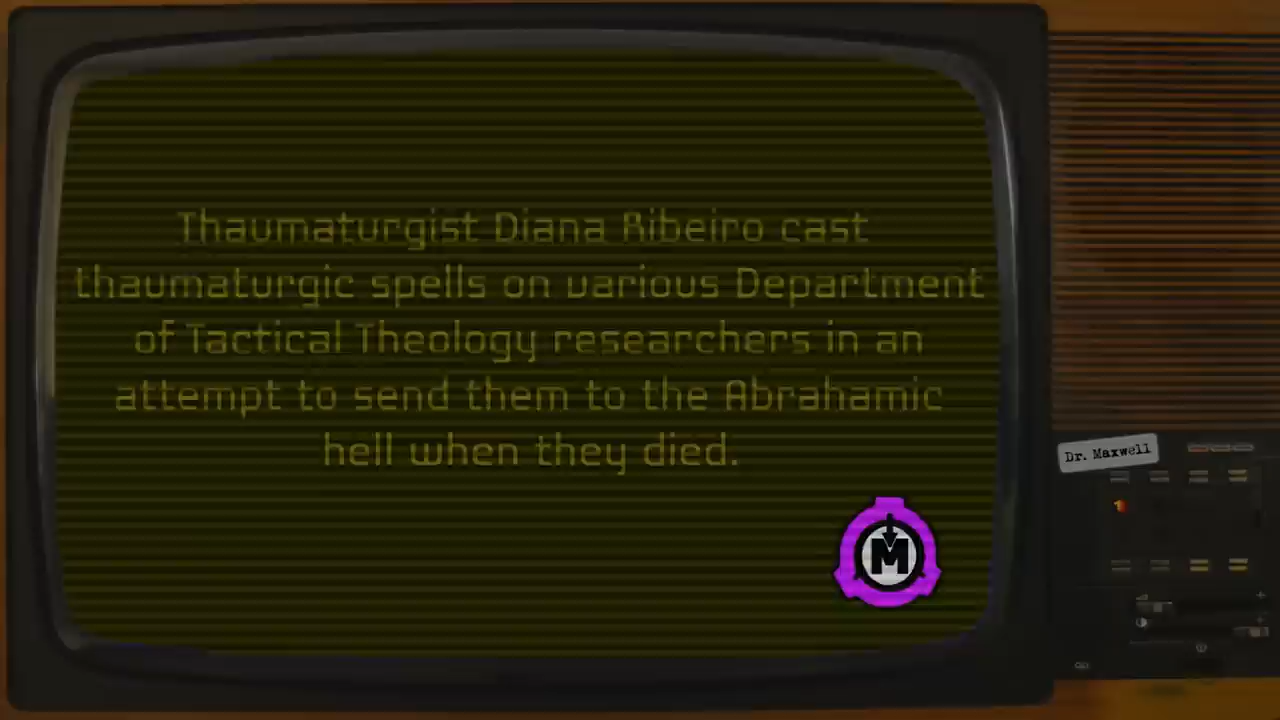 Thaumaturgist Diana Ribeiro cast
thaumaturgic spells on various Department
of Tactical Theology researchers in an
attempt to send them to the Abrahamic
hell when they died.
Dr. Maxwell
M